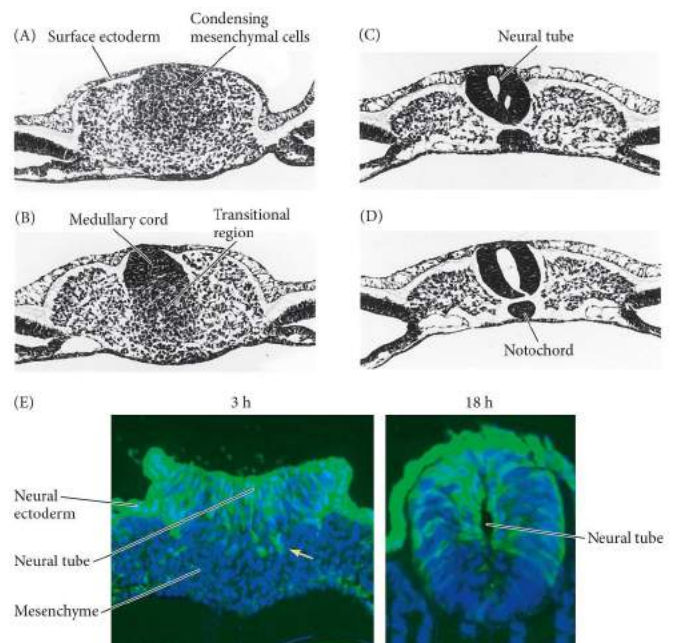 (A)
Surface ectoderm
Condensing
mesenchymal cells
(C)
Neural tube
(B)
Medullary cord
Transitional
region
(D)
Notochord
(E)
3 h
18 h
Neural
ectoderm
Neural tube
Mesenchyme
Neural tube